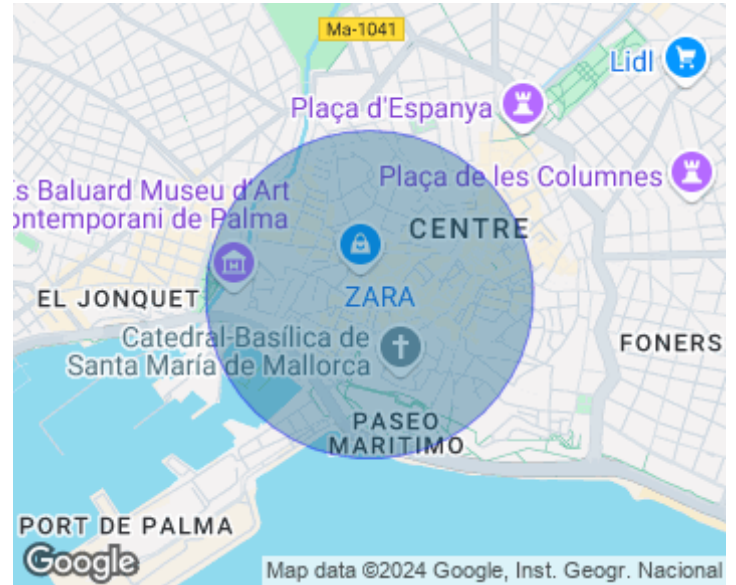 Ma-1041
Lidl
Plaça d'Espanya
Plaça de les Columnes
s Baluard Museu d'Art
ontemporani de Palma
CENTRE
EL JONQUET
ZARA
Catedral-Basílica de
Santa María de Mallorca
FONERS
PASEO
MARITIMO
PORT DE PALMA
Google
Map data ©2024 Google, Inst. Geogr. Nacional